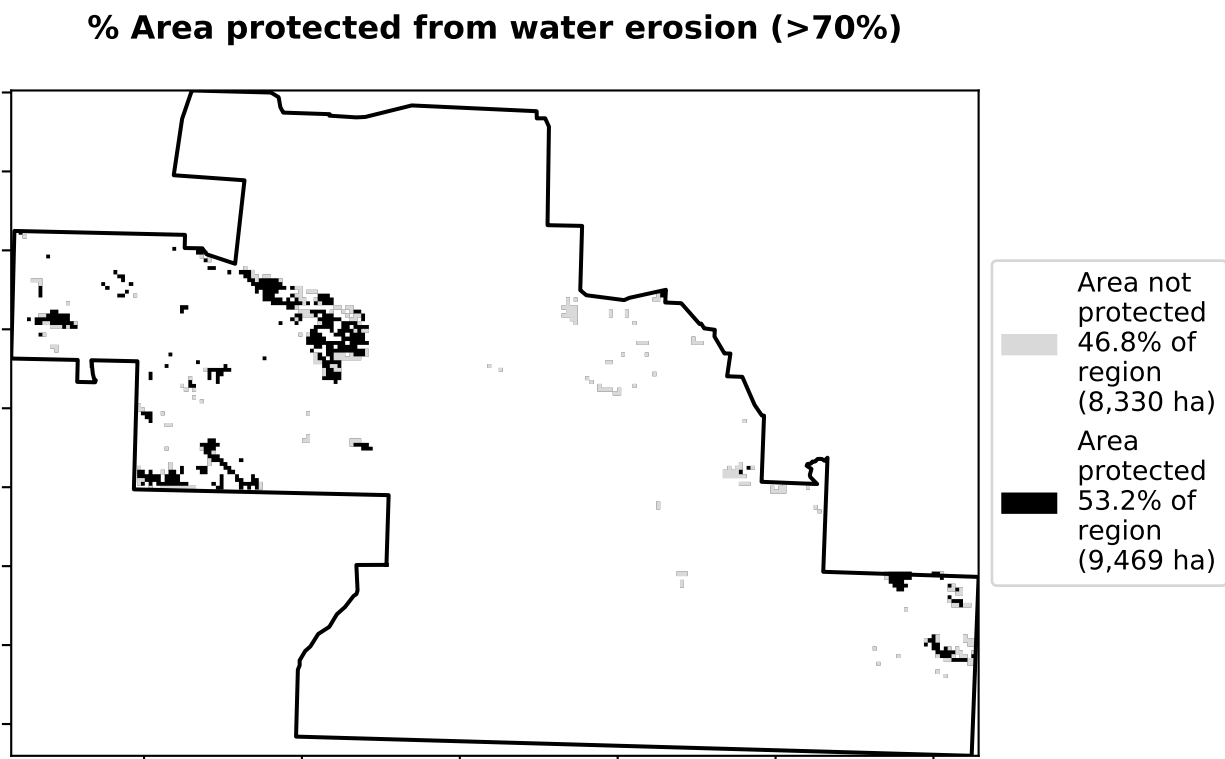 % Area protected from water erosion (>70%)
Area not
protected
46.8% of
region
(8,330 ha)
Area
protected
53.2% of
region
(9,469 ha)